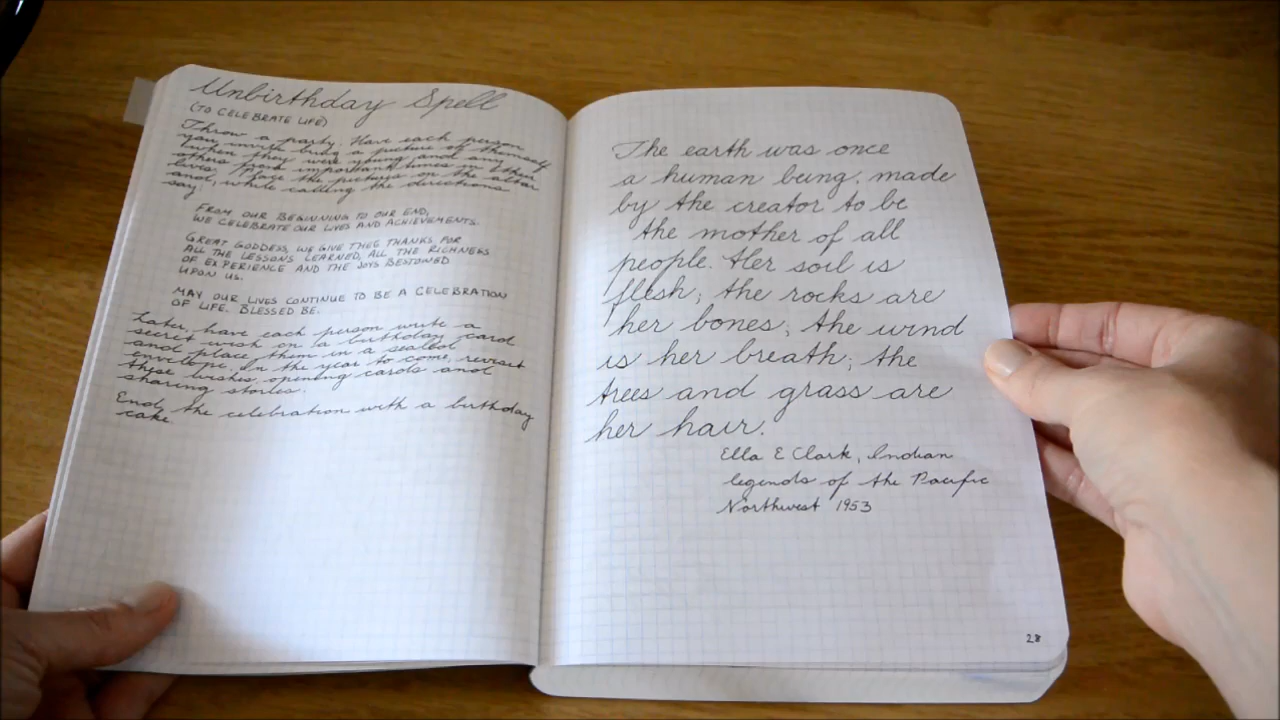 Unbirthday Spell
(TO CELEBRATE LIFE)
Throw a party. Have each person
you invite bring a picture of themself
when they were young and any
others from important times in their
lives. Place the pictures on the altar
and, while calling the directions
say:
FROM OUR BEGINNING TO OUR END,
WE CELEBRATE OUR LIVES AND ACHIEVEMENTS.
GREAT GODDESS, WE GIVE THEE THANKS FOR
ALL THE LESSONS LEARNED, ALL THE RICHNESS
OF EXPERIENCE AND THE JOYS BESTOWED
UPON US.
MAY OUR LIVES CONTINUE TO BE A CELEBRATION
OF LIFE. BLESSED BE.
Later, have each person write a
secret wish on a birthday card
and place them in a sealed
envelope. In the year to come, revisit
these wishes, opening cards and
sharing stories.
End the celebration with a birthday
cake.
The earth was once
a human being, made
by the creator to be
the mother of all
people. Her soil is
flesh; the rocks are
her bones; the wind
is her breath; the
trees and grass are
her hair.
Ella E Clark, Indian
legends of the Pacific
Northwest 1953
28